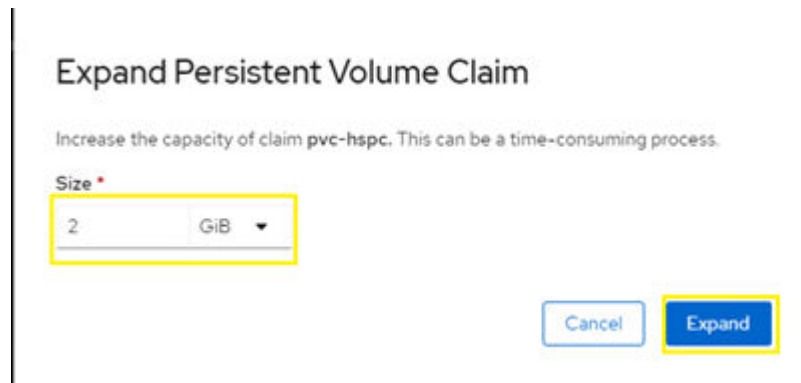 Expand Persistent Volume Claim
Increase the capacity of claim pvc-hspc. This can be a time-consuming process.
Size *
2 GiB
Cancel Expand